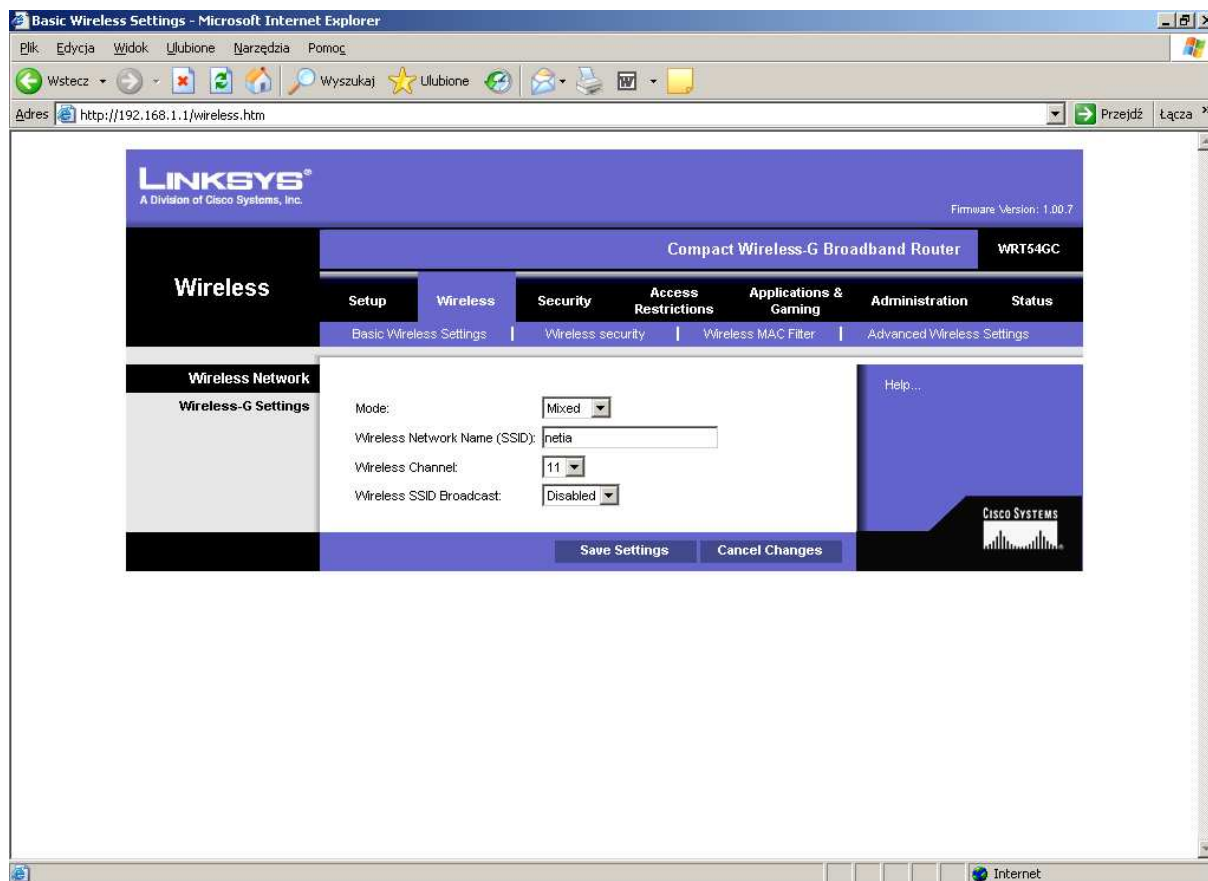 Basic Wireless Settings - Microsoft Internet Explorer
Plik Edycja Widok Ulubione Narzędzia Pomoc
Wstecz Wyszukaj Ulubione
Adres http://192.168.1.1/wireless.htm Przejdź Łącza »
LINKSYS®
A Division of Cisco Systems, Inc.
Firmware Version: 1.00.7
Compact Wireless-G Broadband Router WRT54GC
Wireless
Setup Wireless Security Access Restrictions Applications & Gaming Administration Status
Basic Wireless Settings | Wireless security | Wireless MAC Filter | Advanced Wireless Settings
Wireless Network
Help...
Wireless-G Settings
Mode: Mixed
Wireless Network Name (SSID): netia
Wireless Channel: 11
Wireless SSID Broadcast: Disabled
CISCO SYSTEMS
Save Settings Cancel Changes
Internet